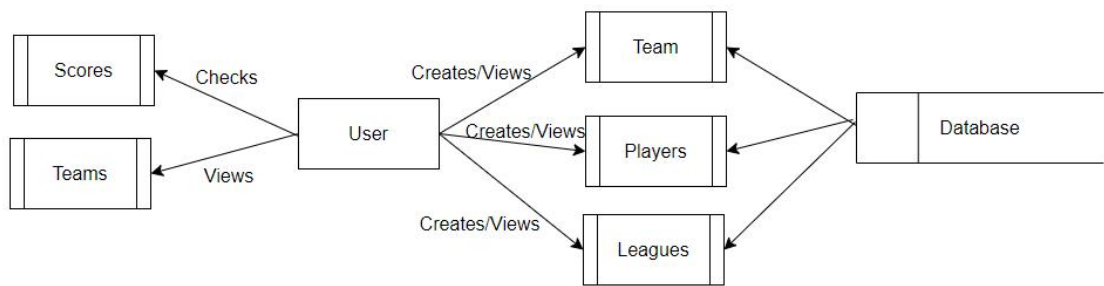 Scores
Checks
Teams
Views
User
Creates/Views
Team
Creates/Views
Players
Creates/Views
Leagues
Database